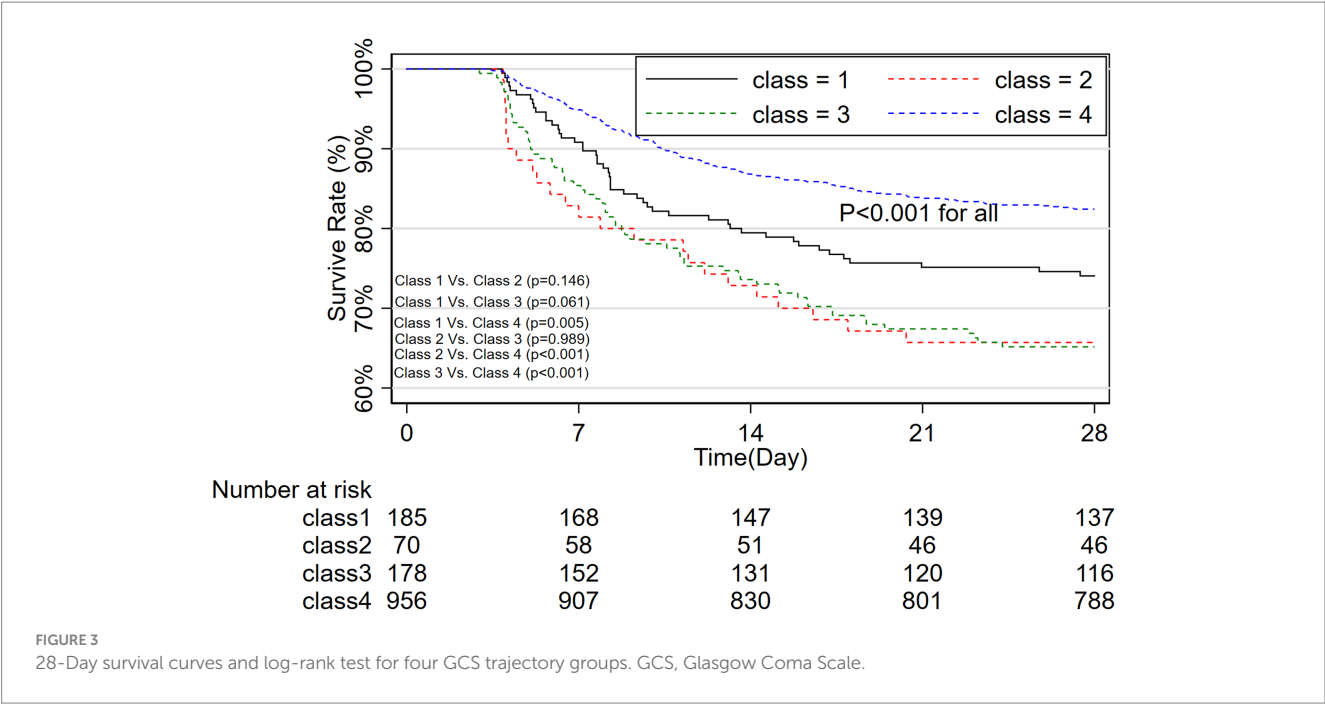 100%
90%
80%
70%
60%
Survive Rate (%)
class = 1 class = 2
class = 3 class = 4
P<0.001 for all
Class 1 Vs. Class 2 (p=0.146)
Class 1 Vs. Class 3 (p=0.061)
Class 1 Vs. Class 4 (p=0.005)
Class 2 Vs. Class 3 (p=0.989)
Class 2 Vs. Class 4 (p<0.001)
Class 3 Vs. Class 4 (p<0.001)
0 7 14 21 28
Time(Day)
Number at risk
class1 185 168 147 139 137
class2 70 58 51 46 46
class3 178 152 131 120 116
class4 956 907 830 801 788
FIGURE 3
28-Day survival curves and log-rank test for four GCS trajectory groups. GCS, Glasgow Coma Scale.